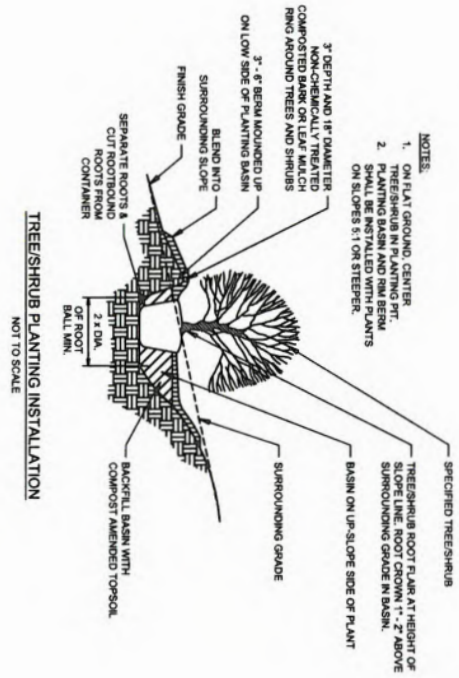 NOTES:
1. ON FLAT GROUND, CENTER
TREE/SHRUB IN PLANTING PIT.
2. PLANTING BASIN AND RIM BERM
SHALL BE INSTALLED WITH PLANTS
ON SLOPES 5:1 OR STEEPER.
3" DEPTH AND 18" DIAMETER
NON-CHEMICALLY TREATED
COMPOSTED BARK OR LEAF MULCH
RING AROUND TREES AND SHRUBS
3" - 6" BERM MOUNDED UP
ON LOW SIDE OF PLANTING BASIN
BLEND INTO
SURROUNDING SLOPE
FINISH GRADE
SEPARATE ROOTS &
CUT ROOTBOUND
ROOTS FROM
CONTAINER
SPECIFIED TREE/SHRUB
TREE/SHRUB ROOT FLAIR AT HEIGHT OF
SLOPE LINE. ROOT CROWN 1" - 2" ABOVE
SURROUNDING GRADE IN BASIN.
BASIN ON UP-SLOPE SIDE OF PLANT
SURROUNDING GRADE
BACKFILL BASIN WITH
COMPOST AMENDED TOPSOIL
2 x DIA.
OF ROOT
BALL MIN.
TREE/SHRUB PLANTING INSTALLATION
NOT TO SCALE